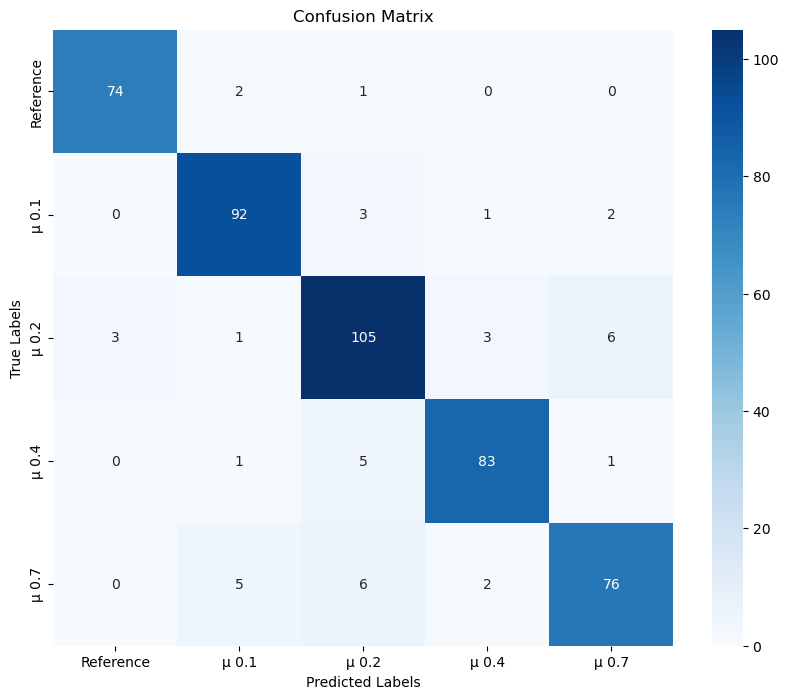 Confusion Matrix
Reference 74 2 1 0 0
μ 0.1 0 92 3 1 2
μ 0.2 3 1 105 3 6
μ 0.4 0 1 5 83 1
μ 0.7 0 5 6 2 76
Reference μ 0.1 μ 0.2 μ 0.4 μ 0.7
Predicted Labels
True Labels
100
80
60
40
20
0